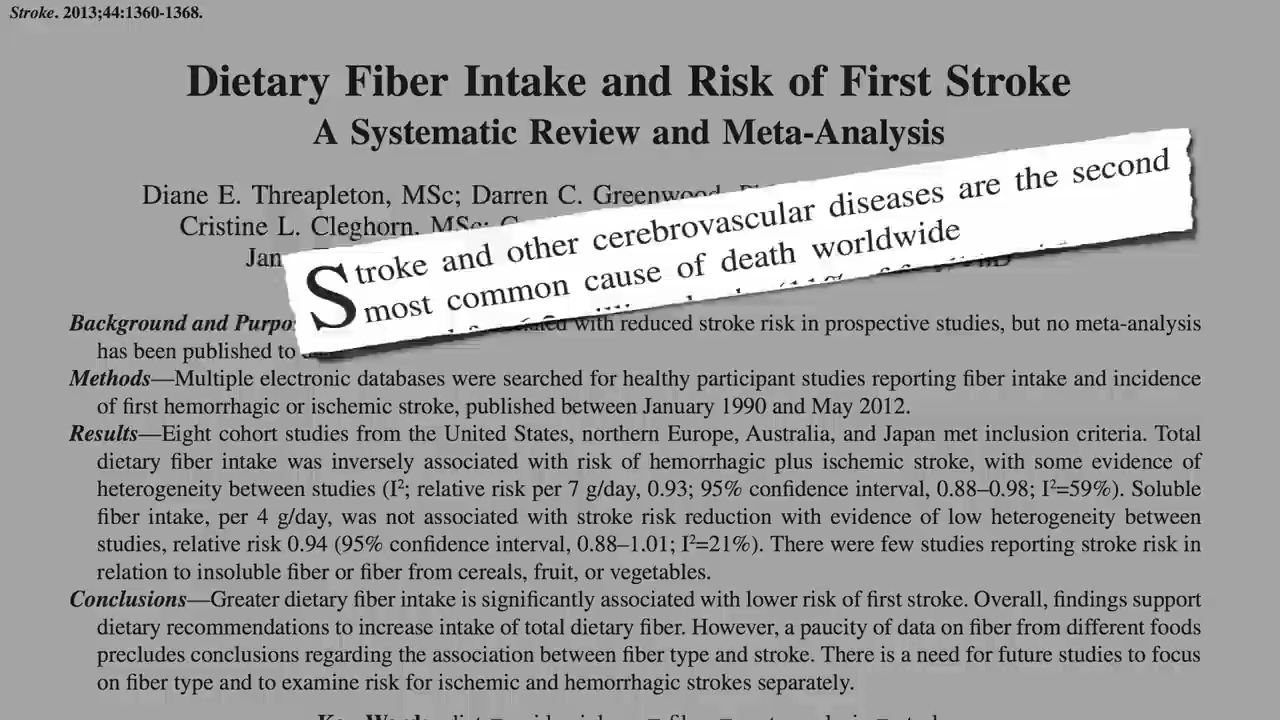 Stroke. 2013;44:1360-1368.
Dietary Fiber Intake and Risk of First Stroke
A Systematic Review and Meta-Analysis
Diane E. Threapleton, MSc; Darren C. Greenwood,
Cristine L. Cleghorn, MSc;
Stroke and other cerebrovascular diseases are the second
most common cause of death worldwide
Background and with reduced stroke risk in prospective studies, but no meta-analysis
has been published to
Methods—Multiple electronic databases were searched for healthy participant studies reporting fiber intake and incidence
of first hemorrhagic or ischemic stroke, published between January 1990 and May 2012.
Results—Eight cohort studies from the United States, northern Europe, Australia, and Japan met inclusion criteria. Total
dietary fiber intake was inversely associated with risk of hemorrhagic plus ischemic stroke, with some evidence of
heterogeneity between studies (I²; relative risk per 7 g/day, 0.93; 95% confidence interval, 0.88–0.98; I²=59%). Soluble
fiber intake, per 4 g/day, was not associated with stroke risk reduction with evidence of low heterogeneity between
studies, relative risk 0.94 (95% confidence interval, 0.88–1.01; I²=21%). There were few studies reporting stroke risk in
relation to insoluble fiber or fiber from cereals, fruit, or vegetables.
Conclusions—Greater dietary fiber intake is significantly associated with lower risk of first stroke. Overall, findings support
dietary recommendations to increase intake of total dietary fiber. However, a paucity of data on fiber from different foods
precludes conclusions regarding the association between fiber type and stroke. There is a need for future studies to focus
on fiber type and to examine risk for ischemic and hemorrhagic strokes separately.